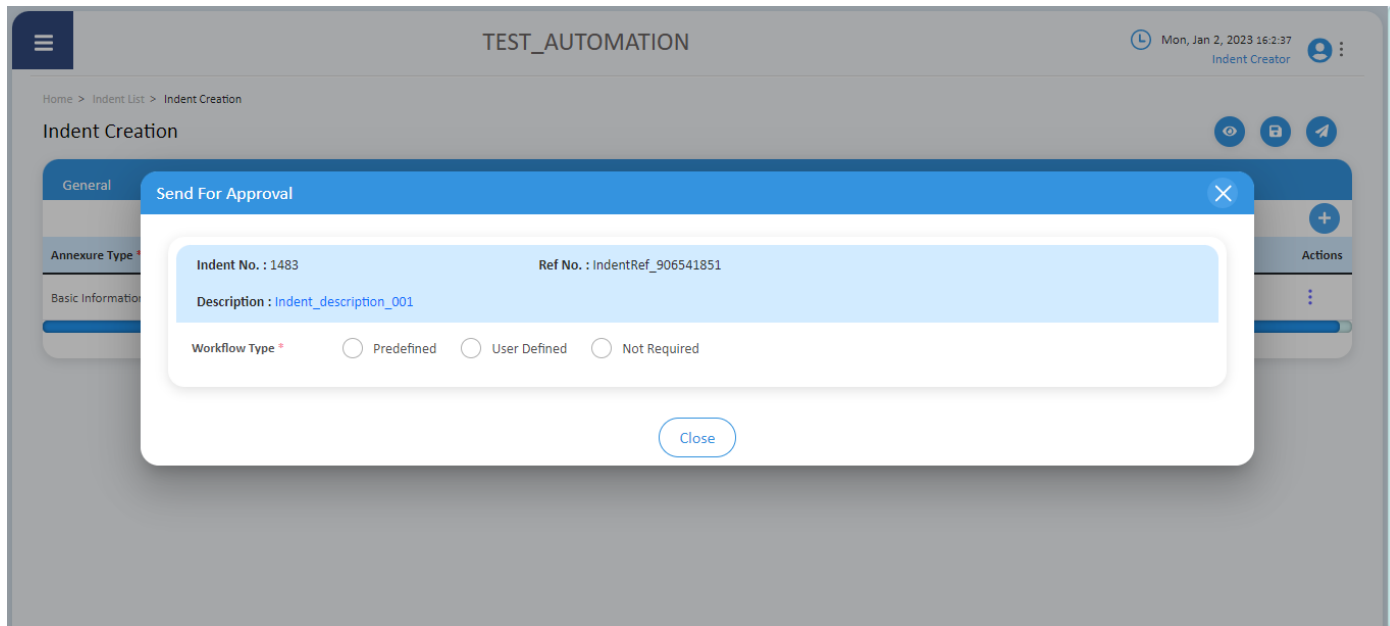 TEST_AUTOMATION
Mon, Jan 2, 2023 16:2:37
Indent Creator
Home > Indent List > Indent Creation
Indent Creation
General
Send For Approval
Annexure Type *
Actions
Indent No. : 1483 Ref No. : IndentRef_906541851
Basic Information
Description : Indent_description_001
Workflow Type * Predefined User Defined Not Required
Close